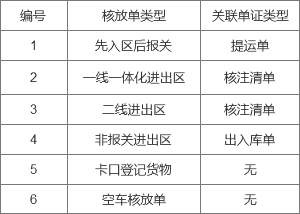 编号 核放单类型 关联单证类型
1 先入区后报关 提运单
2 一线一体化进出区 核注清单
3 二线进出区 核注清单
4 非报关进出区 出入库单
5 卡口登记货物 无
6 空车核放单 无